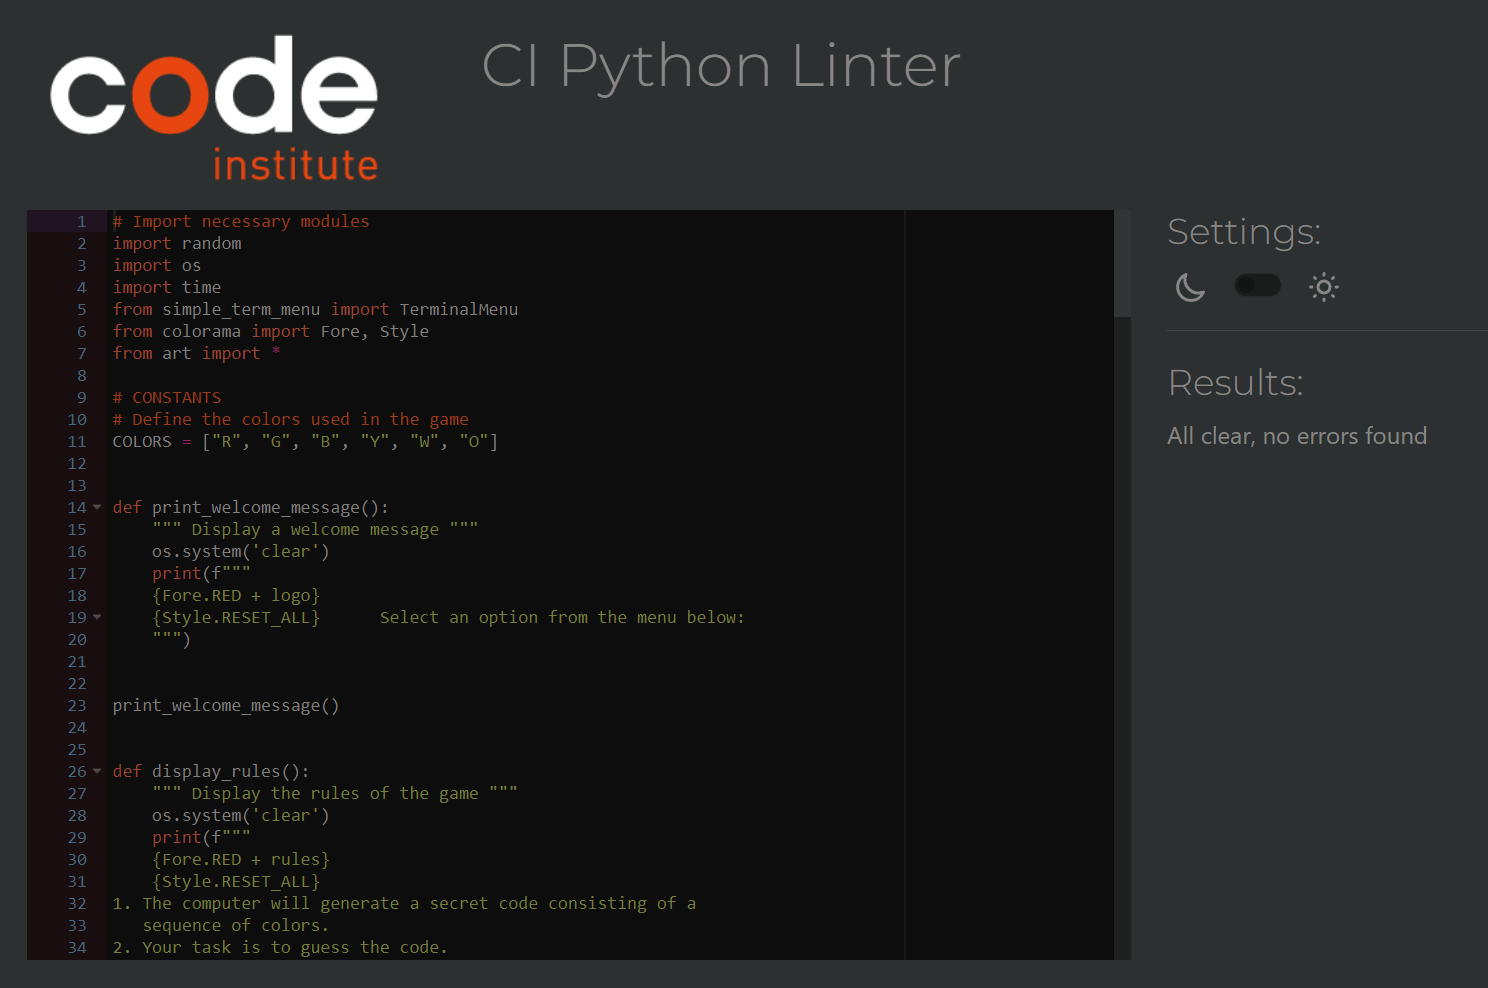 code
institute
CI Python Linter
1 # Import necessary modules
2 import random
3 import os
4 import time
5 from simple_term_menu import TerminalMenu
6 from colorama import Fore, Style
7 from art import *
8
9 # CONSTANTS
10 # Define the colors used in the game
11 COLORS = ["R", "G", "B", "Y", "W", "O"]
12
13
14 def print_welcome_message():
15     """ Display a welcome message """
16     os.system('clear')
17     print(f"""
18     {Fore.RED + logo}
19     {Style.RESET_ALL}      Select an option from the menu below:
20     """)
21
22
23 print_welcome_message()
24
25
26 def display_rules():
27     """ Display the rules of the game """
28     os.system('clear')
29     print(f"""
30     {Fore.RED + rules}
31     {Style.RESET_ALL}
32 1. The computer will generate a secret code consisting of a
33    sequence of colors.
34 2. Your task is to guess the code.
Settings:
Results:
All clear, no errors found